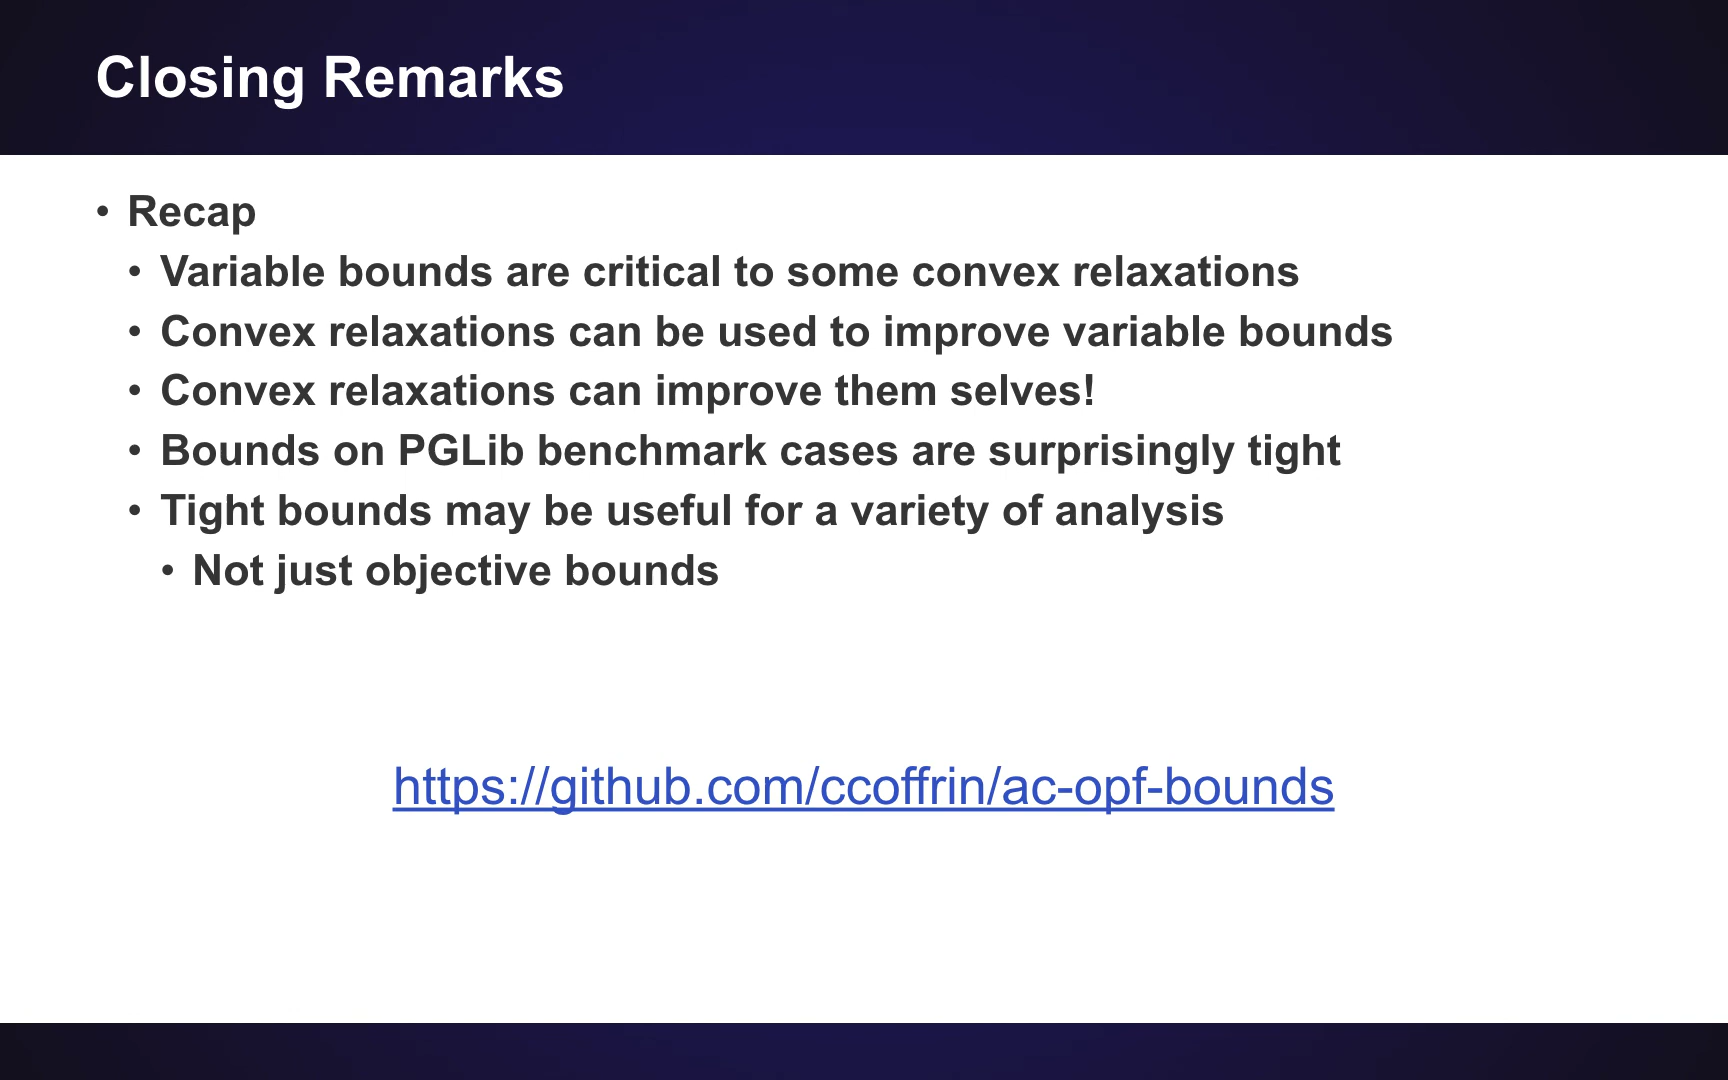 Closing Remarks
• Recap
• Variable bounds are critical to some convex relaxations
• Convex relaxations can be used to improve variable bounds
• Convex relaxations can improve them selves!
• Bounds on PGLib benchmark cases are surprisingly tight
• Tight bounds may be useful for a variety of analysis
• Not just objective bounds
https://github.com/ccoffrin/ac-opf-bounds